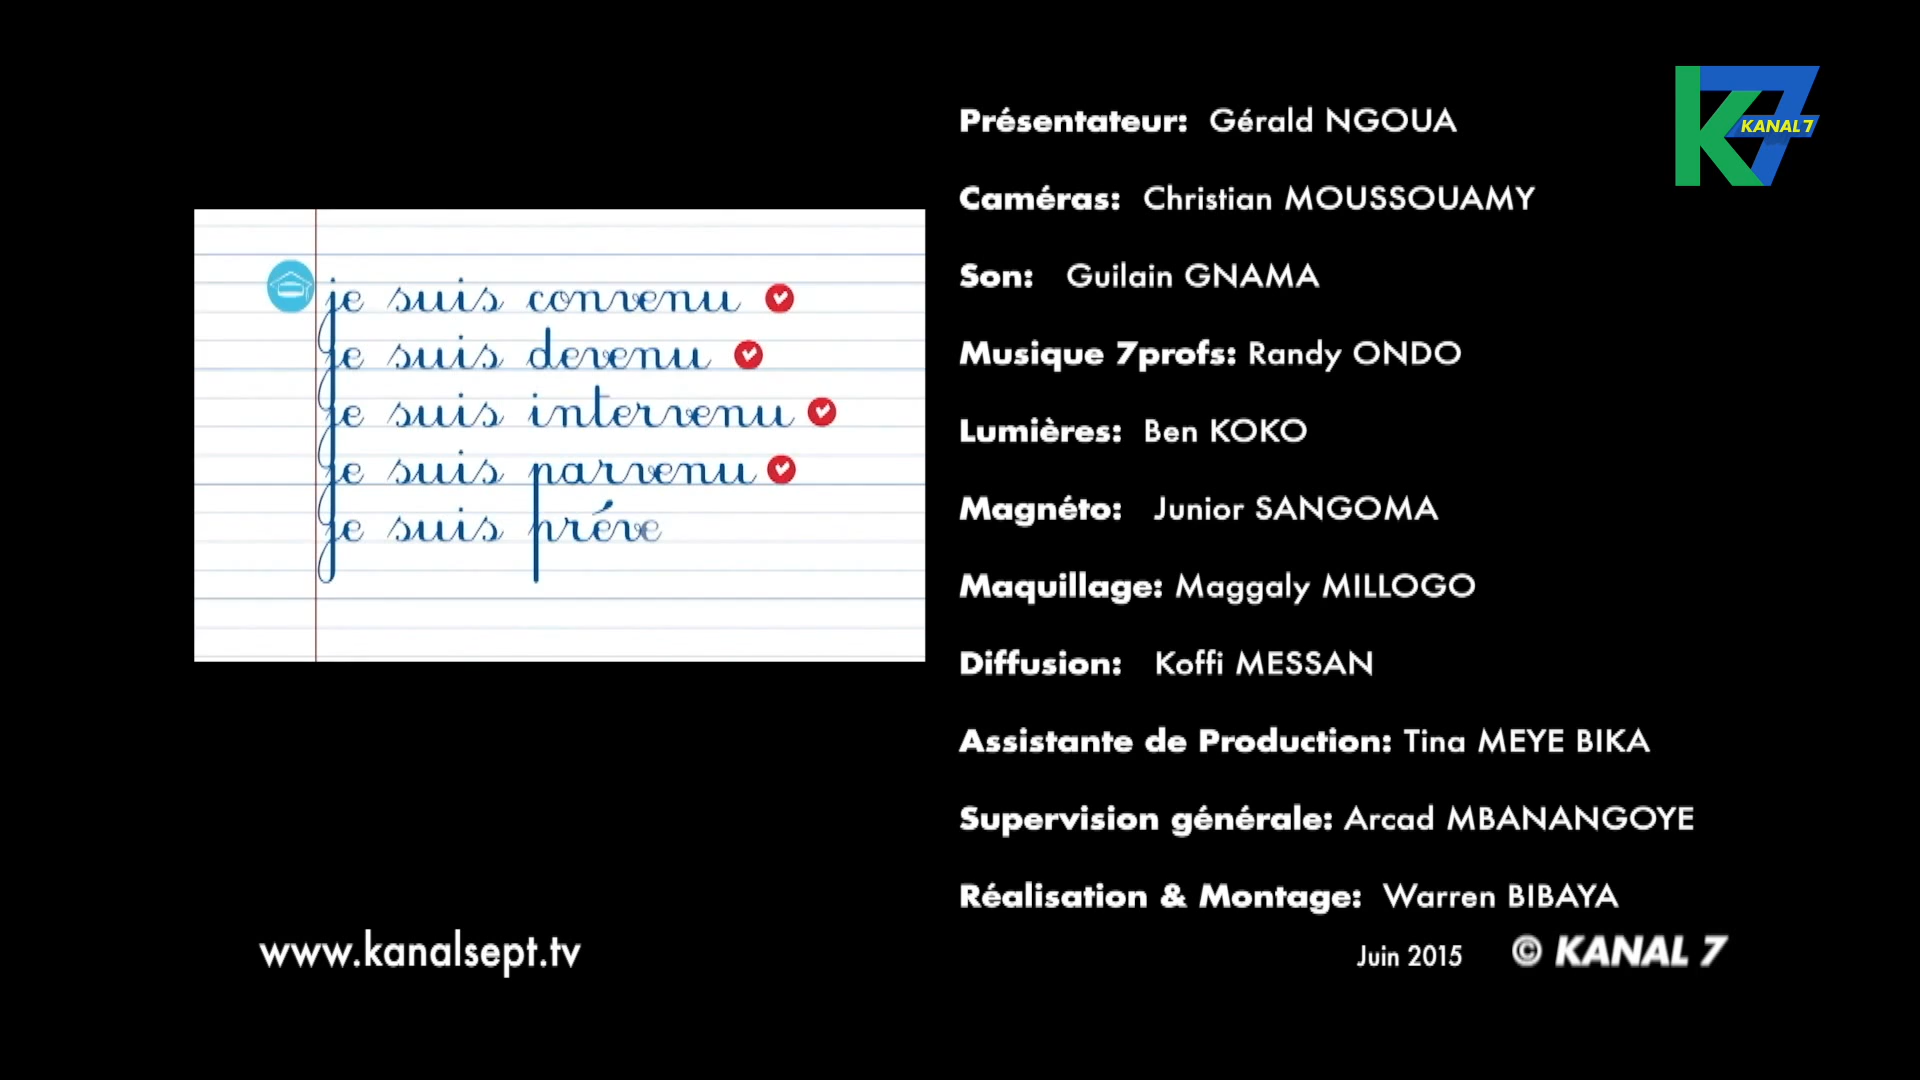 je suis convenu
je suis devenu
je suis intervenu
je suis parvenu
je suis préve
Présentateur: Gérald NGOUA
Caméras: Christian MOUSSOUAMY
Son: Guilain GNAMA
Musique 7profs: Randy ONDO
Lumières: Ben KOKO
Magnéto: Junior SANGOMA
Maquillage: Maggaly MILLOGO
Diffusion: Koffi MESSAN
Assistante de Production: Tina MEYE BIKA
Supervision générale: Arcad MBANANGOYE
Réalisation & Montage: Warren BIBAYA
www.kanalsept.tv
Juin 2015 © KANAL 7
K7
KANAL 7